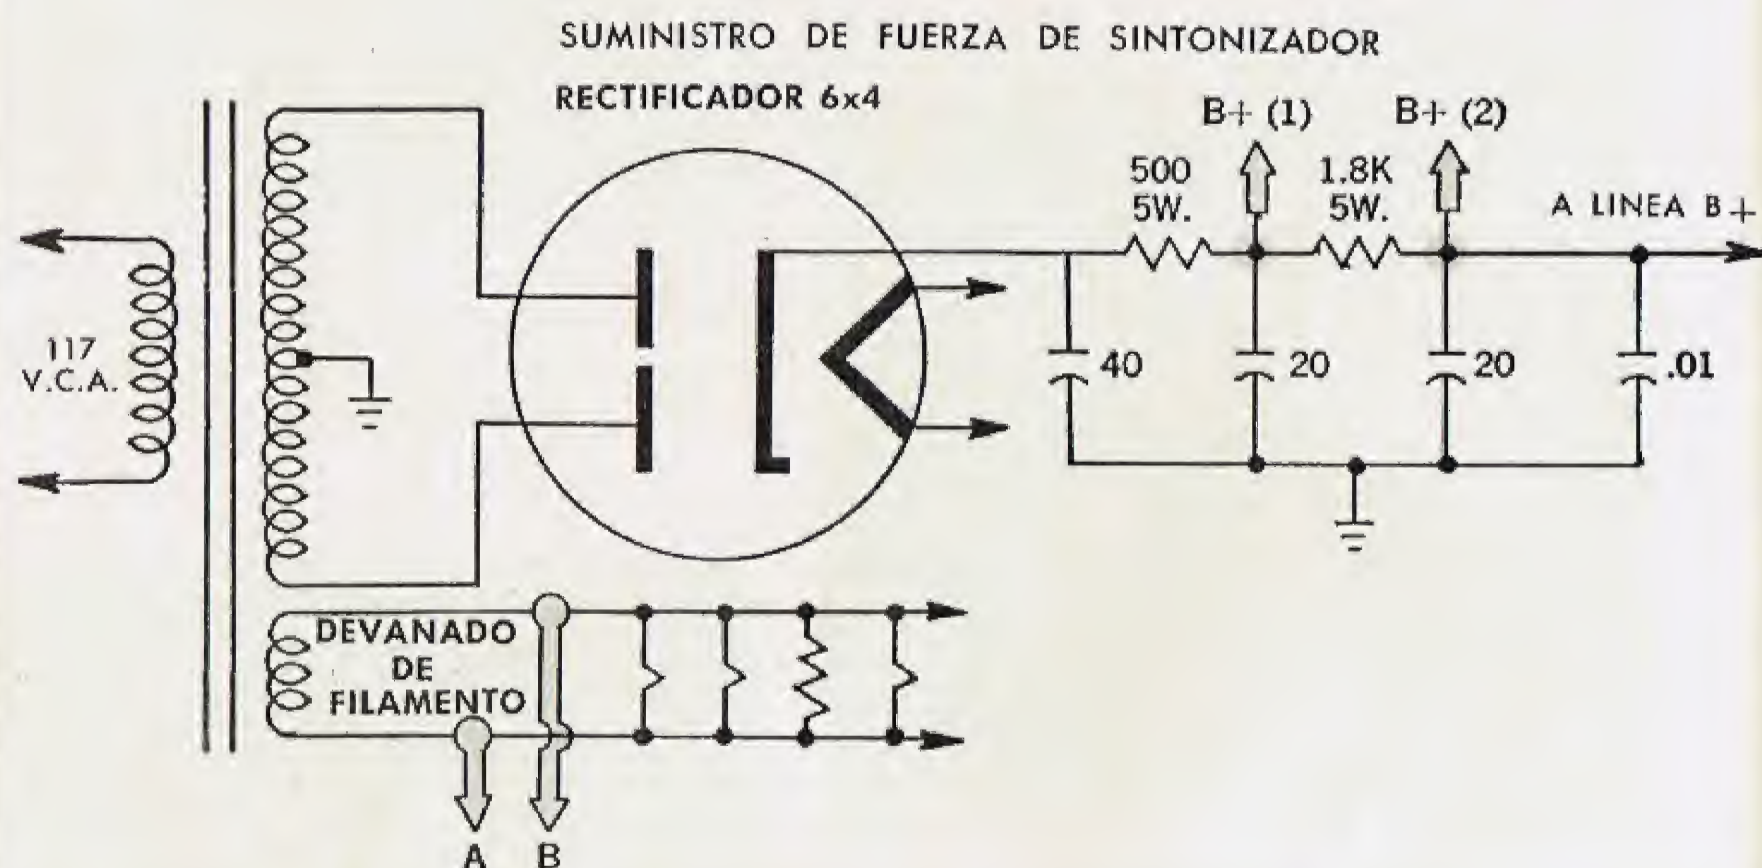 SUMINISTRO DE FUERZA DE SINTONIZADOR
RECTIFICADOR 6x4
B+ (1)
B+ (2)
500
5W.
1.8K
5W.
A LINEA B+
117
V.C.A.
40
20
20
.01
DEVANADO
DE
FILAMENTO
A
B